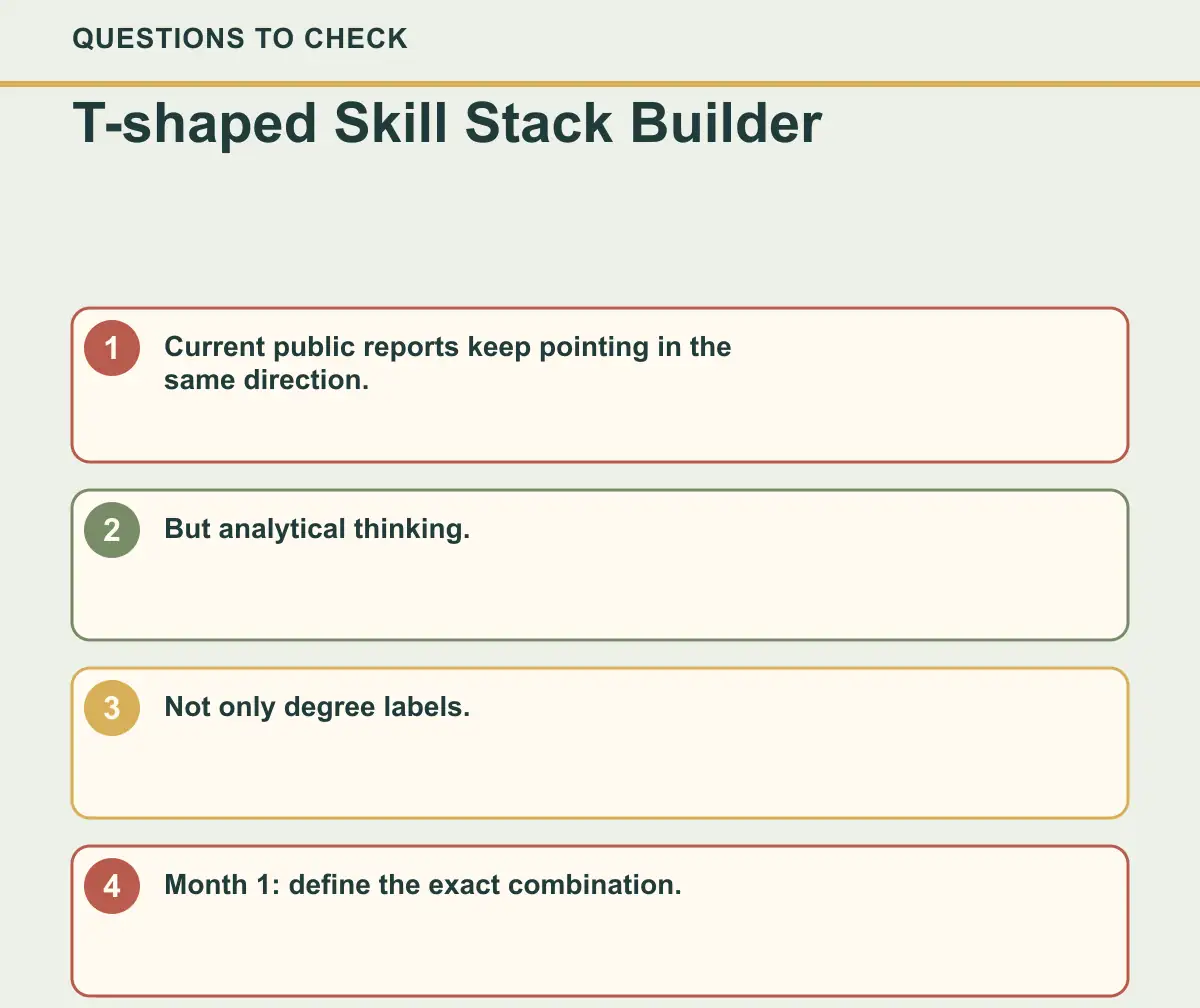 QUESTIONS TO CHECK
T-shaped Skill Stack Builder
1
Current public reports keep pointing in the
same direction.
2
But analytical thinking.
3
Not only degree labels.
4
Month 1: define the exact combination.